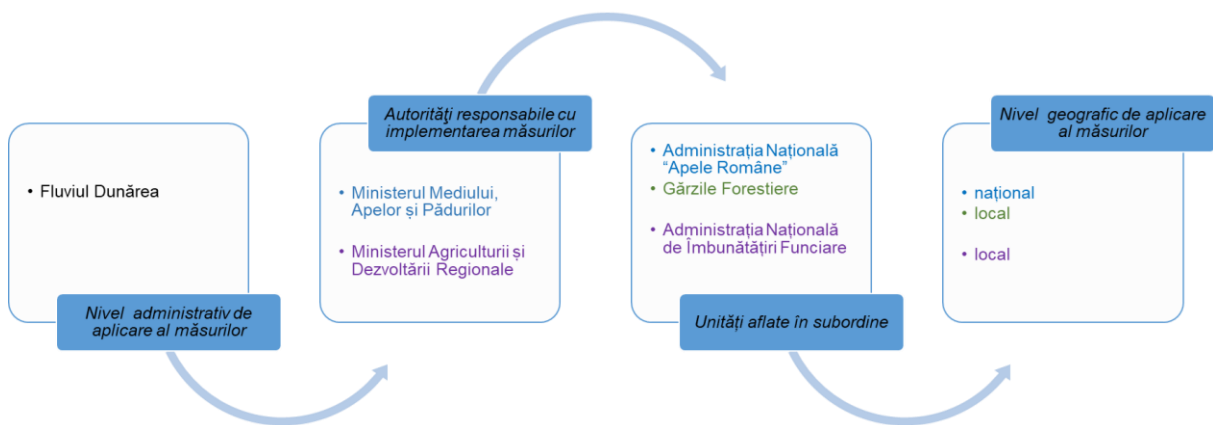 • Fluviul Dunărea
Nivel administrativ de
aplicare al măsurilor
Autorităţi responsabile cu
implementarea măsurilor
• Ministerul Mediului,
Apelor și Pădurilor
• Ministerul Agriculturii și
Dezvoltării Regionale
• Administrația Națională
“Apele Române”
• Gărzile Forestiere
• Administrația Națională
de Îmbunătățiri Funciare
Unități aflate în subordine
Nivel geografic de aplicare
al măsurilor
• național
• local
• local